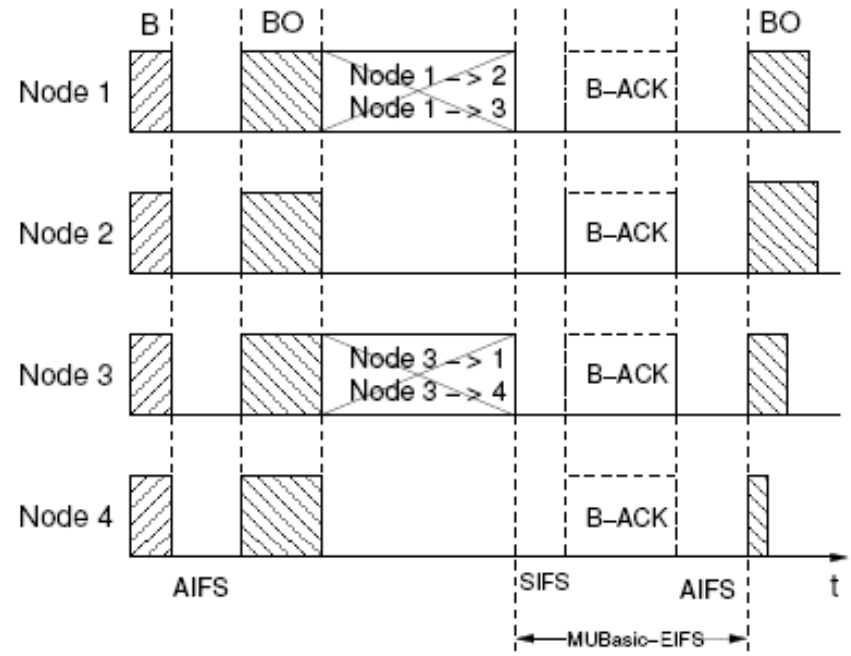 B BO BO
Node 1
Node 1 –> 2
Node 1 –> 3
B–ACK
Node 2
B–ACK
Node 3
Node 3 –> 1
Node 3 –> 4
B–ACK
Node 4
B–ACK
AIFS SIFS AIFS t
MUBasic–EIFS